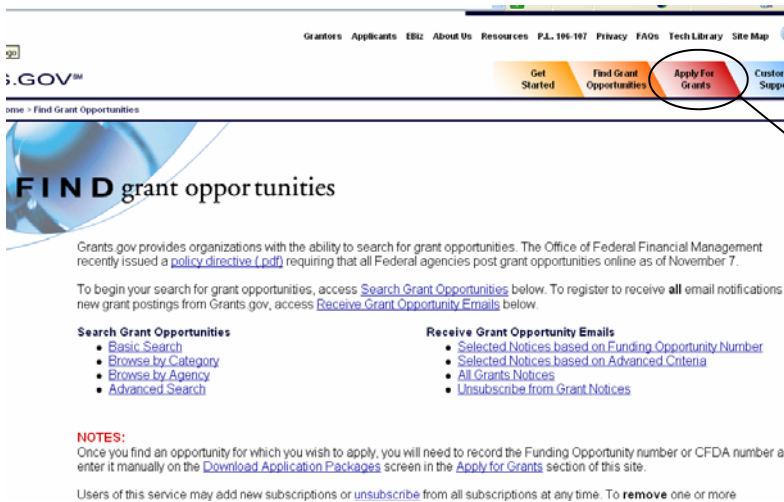 Grantors Applicants EBiz About Us Resources P.L. 106-107 Privacy FAQs Tech Library Site Map
.GOV℠
Get Started
Find Grant Opportunities
Apply For Grants
> Find Grant Opportunities
FIND grant opportunities
Grants.gov provides organizations with the ability to search for grant opportunities. The Office of Federal Financial Management
recently issued a policy directive (.pdf) requiring that all Federal agencies post grant opportunities online as of November 7.
To begin your search for grant opportunities, access Search Grant Opportunities below. To register to receive all email notifications
new grant postings from Grants.gov, access Receive Grant Opportunity Emails below.
Search Grant Opportunities
• Basic Search
• Browse by Category
• Browse by Agency
• Advanced Search
Receive Grant Opportunity Emails
• Selected Notices based on Funding Opportunity Number
• Selected Notices based on Advanced Criteria
• All Grants Notices
• Unsubscribe from Grant Notices
NOTES:
Once you find an opportunity for which you wish to apply, you will need to record the Funding Opportunity number or CFDA number
enter it manually on the Download Application Packages screen in the Apply for Grants section of this site.
Users of this service may add new subscriptions or unsubscribe from all subscriptions at any time. To remove one or more